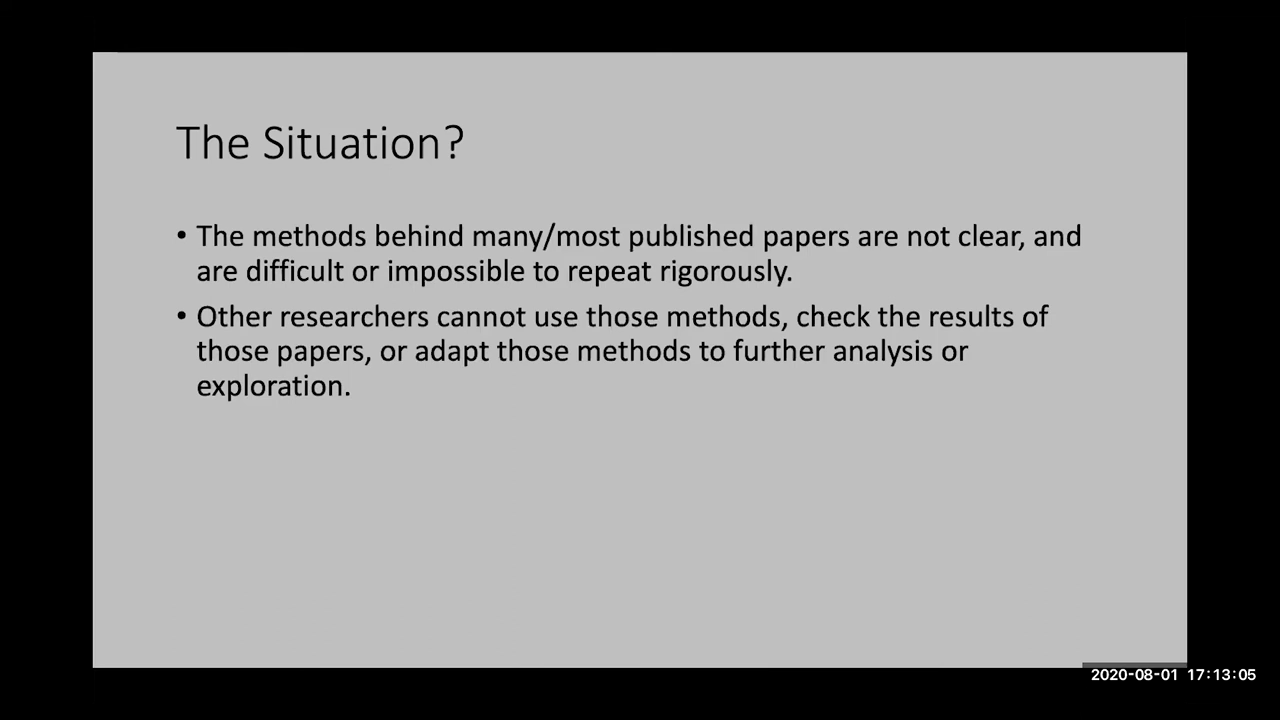 The Situation?
• The methods behind many/most published papers are not clear, and
are difficult or impossible to repeat rigorously.
• Other researchers cannot use those methods, check the results of
those papers, or adapt those methods to further analysis or
exploration.
2020-08-01 17:13:05